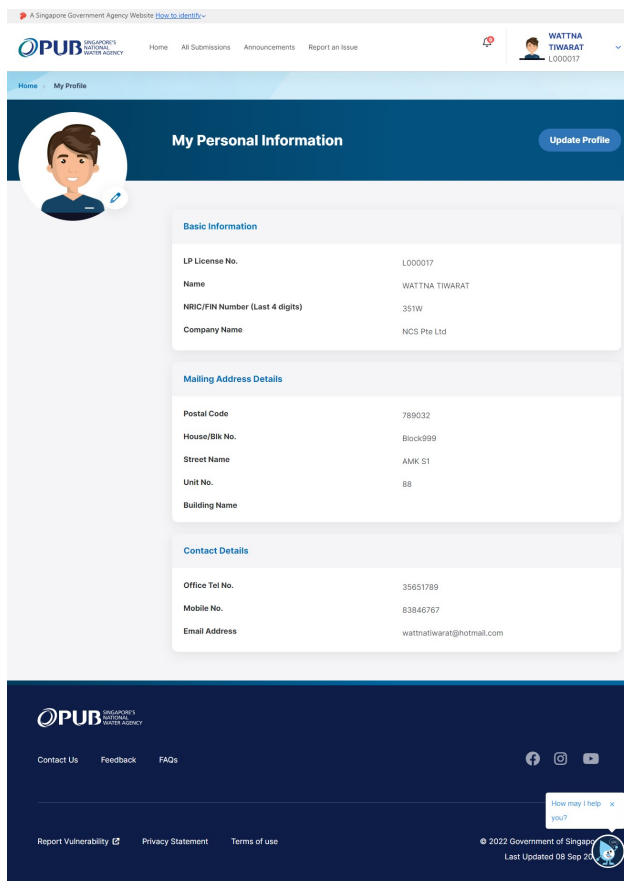 A Singapore Government Agency Website How to identify
PUB SINGAPORE'S NATIONAL WATER AGENCY
Home All Submissions Announcements Report an Issue
WATTNA TIWARAT
L000017
Home My Profile
My Personal Information
Update Profile
Basic Information
LP License No. L000017
Name WATTNA TIWARAT
NRIC/FIN Number (Last 4 digits) 351W
Company Name NCS Pte Ltd
Mailing Address Details
Postal Code 789032
House/Blk No. Block999
Street Name AMK S1
Unit No. 88
Building Name
Contact Details
Office Tel No. 35651789
Mobile No. 83846767
Email Address wattnatiwarat@hotmail.com
PUB SINGAPORE'S NATIONAL WATER AGENCY
Contact Us Feedback FAQs
How may I help you? x
Report Vulnerability Privacy Statement Terms of use
© 2022 Government of
Last Updated 08 Sep